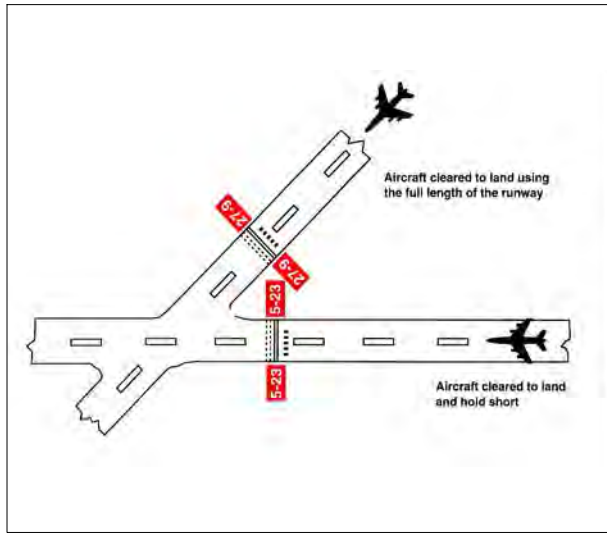 Aircraft cleared to land using
the full length of the runway
27-9
27-9
5-23
5-23
Aircraft cleared to land
and hold short